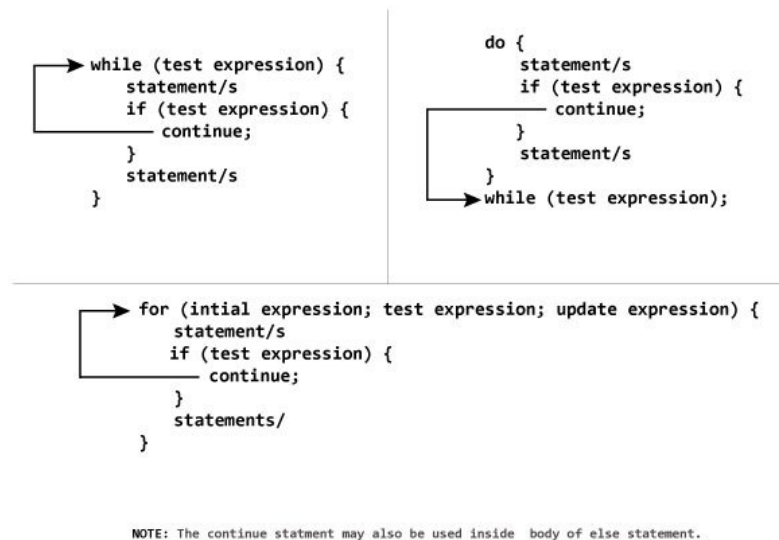 while (test expression) {
statement/s
if (test expression) {
continue;
}
statement/s
}
do {
statement/s
if (test expression) {
continue;
}
statement/s
}
while (test expression);
for (intial expression; test expression; update expression) {
statement/s
if (test expression) {
continue;
}
statements/
}
NOTE: The continue statment may also be used inside body of else statement.